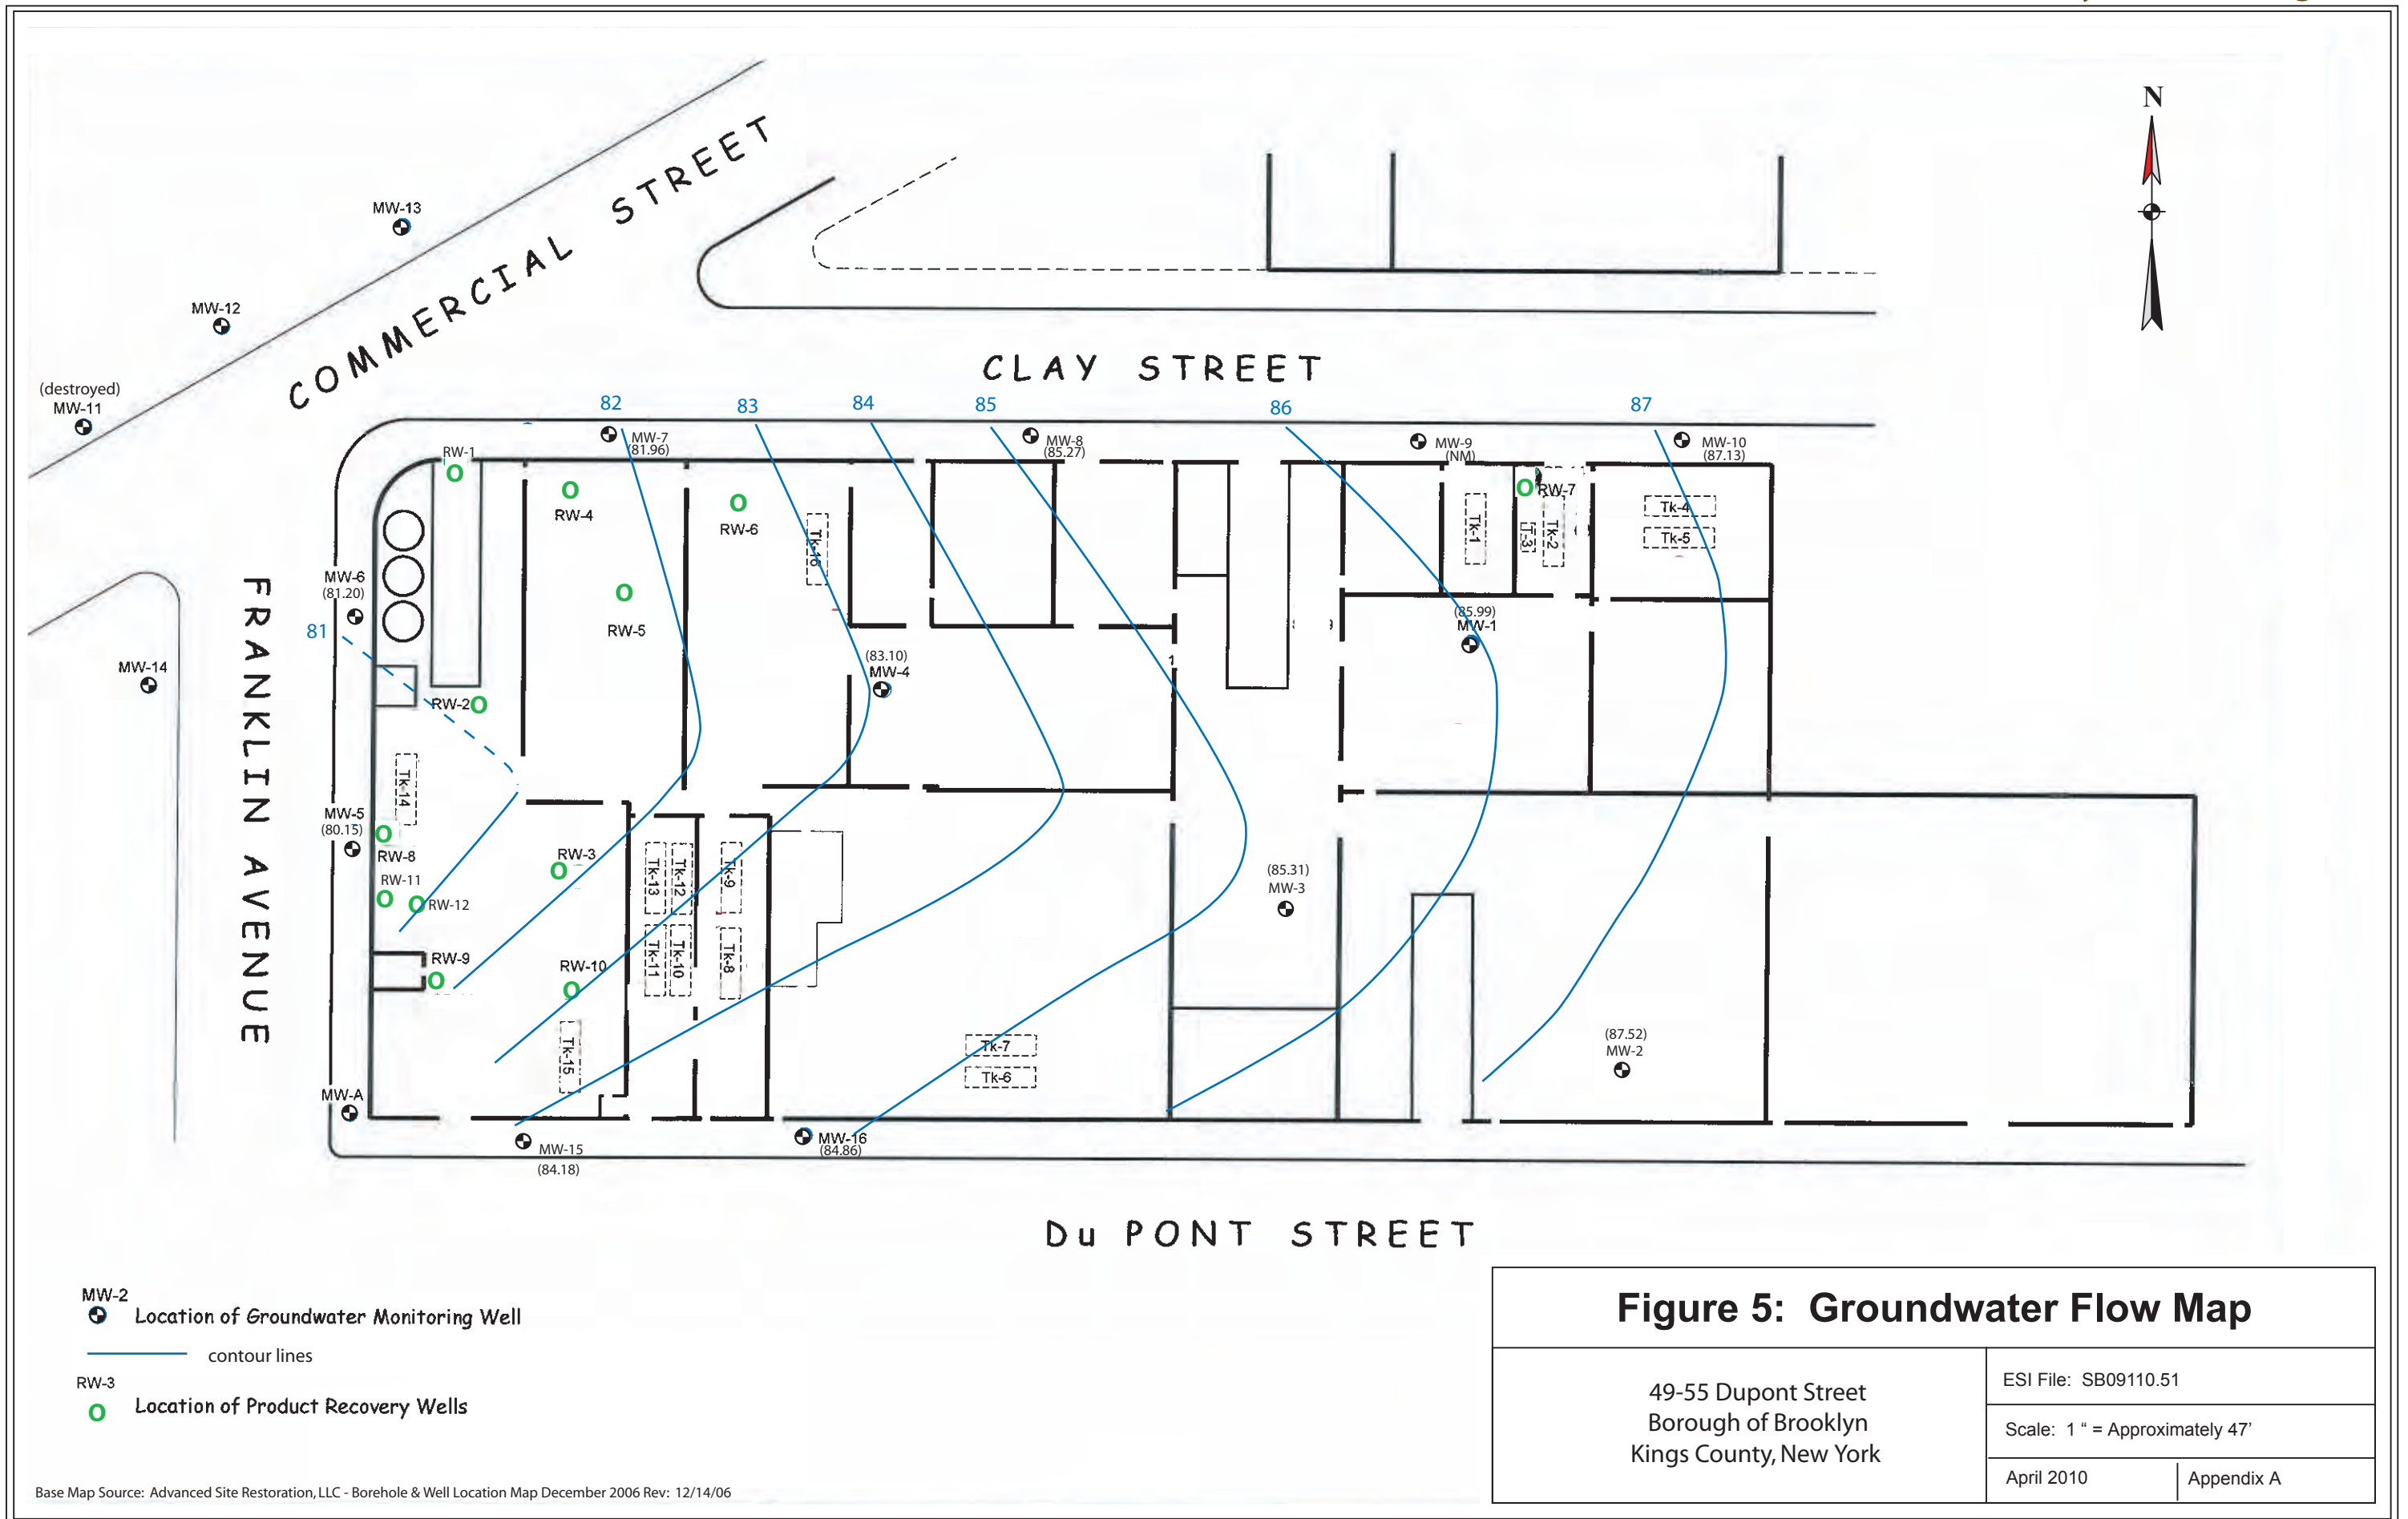 N
MW-13
COMMERCIAL STREET
MW-12
(destroyed)
MW-11
CLAY STREET
82
83
84
85
86
87
MW-7
(81.96)
MW-8
(85.27)
MW-9
(NM)
MW-10
(87.13)
RW-1
RW-4
RW-6
Tk-16
Tk-1
T-3
Tk-2
RW-7
Tk-4
Tk-5
MW-6
(81.20)
81
RW-5
(85.99)
MW-1
FRANKLIN AVENUE
MW-14
(83.10)
MW-4
RW-2
Tk-14
MW-5
(80.15)
RW-8
RW-3
Tk-13
Tk-12
Tk-9
RW-11
RW-12
(85.31)
MW-3
RW-9
RW-10
Tk-11
Tk-10
Tk-8
Tk-15
Tk-7
Tk-6
(87.52)
MW-2
MW-A
MW-15
(84.18)
MW-16
(84.86)
Du PONT STREET
MW-2
Location of Groundwater Monitoring Well
contour lines
RW-3
Location of Product Recovery Wells
Figure 5: Groundwater Flow Map
49-55 Dupont Street
Borough of Brooklyn
Kings County, New York
ESI File: SB09110.51
Scale: 1 “ = Approximately 47’
April 2010
Appendix A
Base Map Source: Advanced Site Restoration, LLC - Borehole & Well Location Map December 2006 Rev: 12/14/06